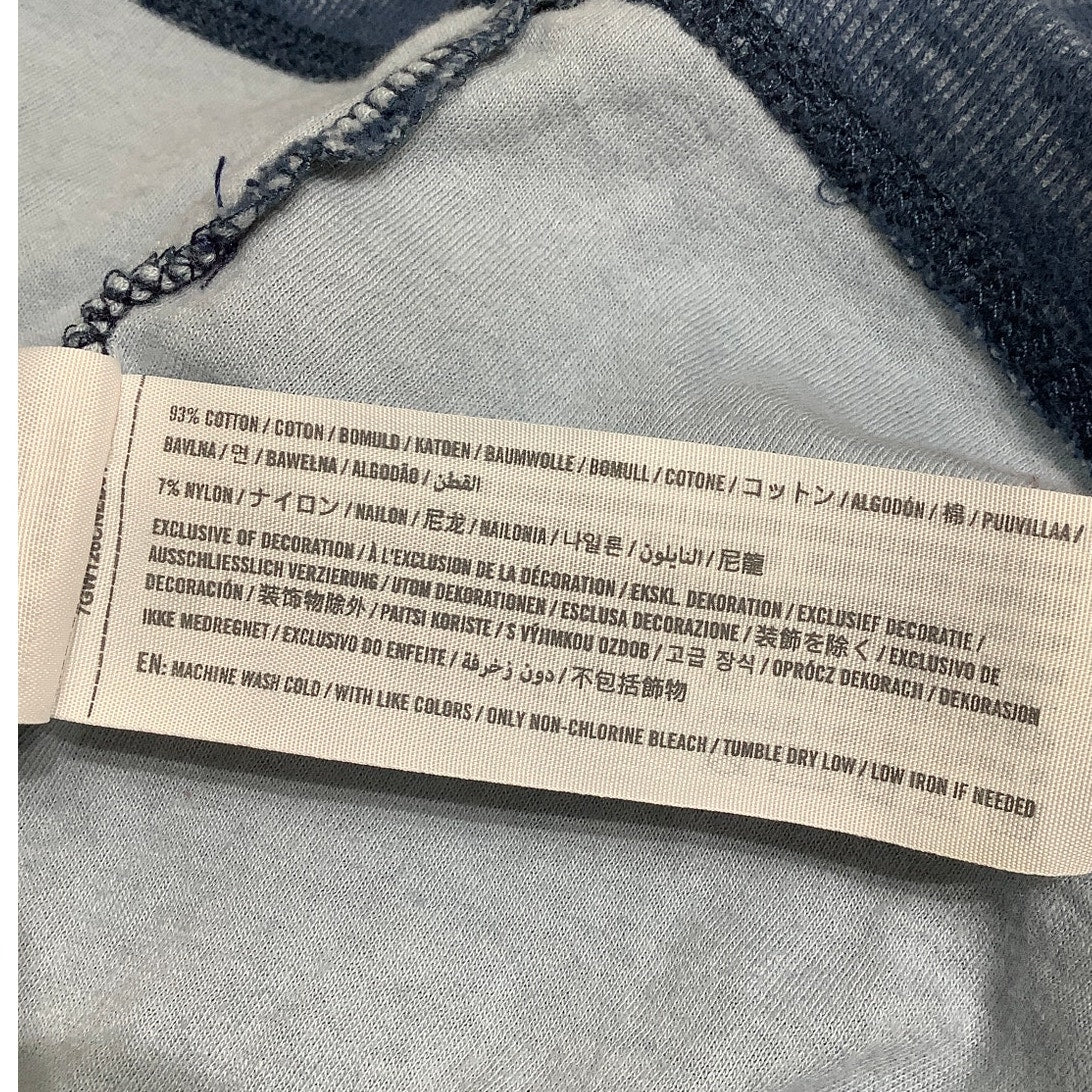 93% COTTON / COTON / BOMULD / KATOEN / BAUMWOLLE / BOMULL / COTONE / コットン / ALGODÓN / 棉 / PUUVILLAA /
BAVLNA / 면 / BAWEŁNA / ALGODÃO / القطن
7% NYLON / ナイロン / NAILON / 尼龙 / NAILONIA / 나일론 / النايلون / 尼龍
EXCLUSIVE OF DECORATION / À L'EXCLUSION DE LA DÉCORATION / EKSKL. DEKORATION / EXCLUSIEF DECORATIE /
AUSSCHLIESSLICH VERZIERUNG / UTOM DEKORATIONEN / ESCLUSA DECORAZIONE / 装飾を除く / EXCLUSIVO DE
DECORACIÓN / 装饰物除外 / PAITSI KORISTE / S VÝJIMKOU OZDOB / 고급 장식 / OPRÓCZ DEKORACJI / DEKORASJON
IKKE MEDREGNET / EXCLUSIVO DO ENFEITE / دون زخرفة / 不包括飾物
EN: MACHINE WASH COLD / WITH LIKE COLORS / ONLY NON-CHLORINE BLEACH / TUMBLE DRY LOW / LOW IRON IF NEEDED